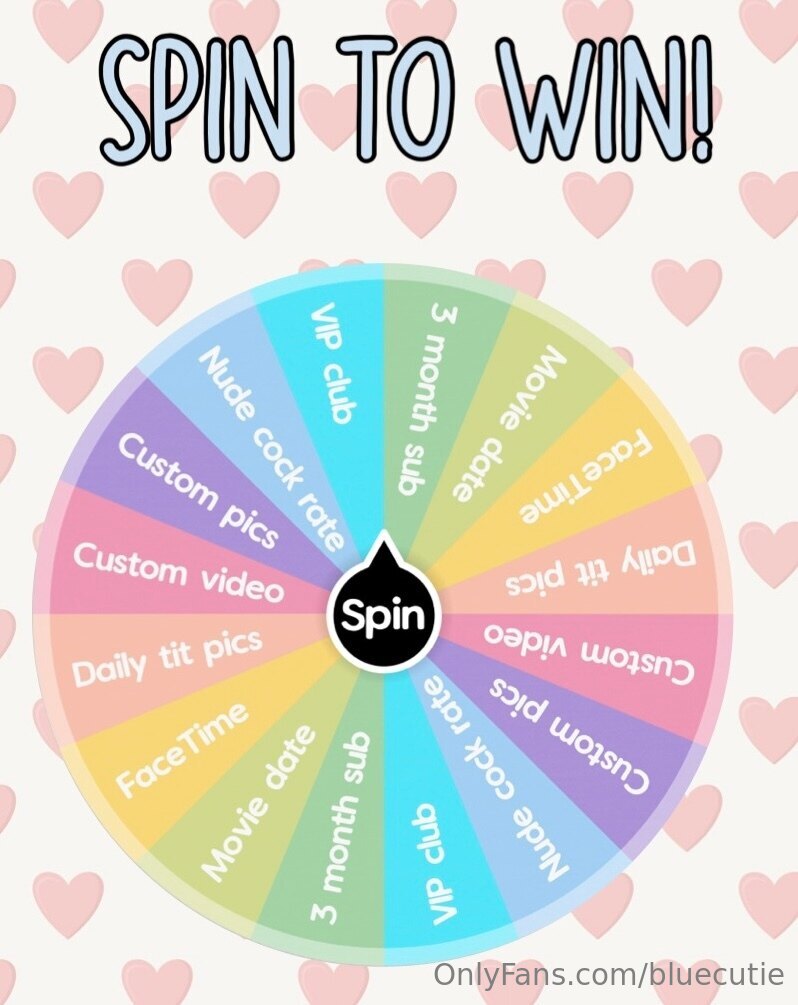 SPIN TO WIN!
VIP club
3 month sub
Movie date
FaceTime
Daily tit pics
Custom video
Custom pics
Nude cock rate
VIP club
3 month sub
Movie date
FaceTime
Daily tit pics
Custom video
Custom pics
Nude cock rate
Spin
OnlyFans.com/bluecutie